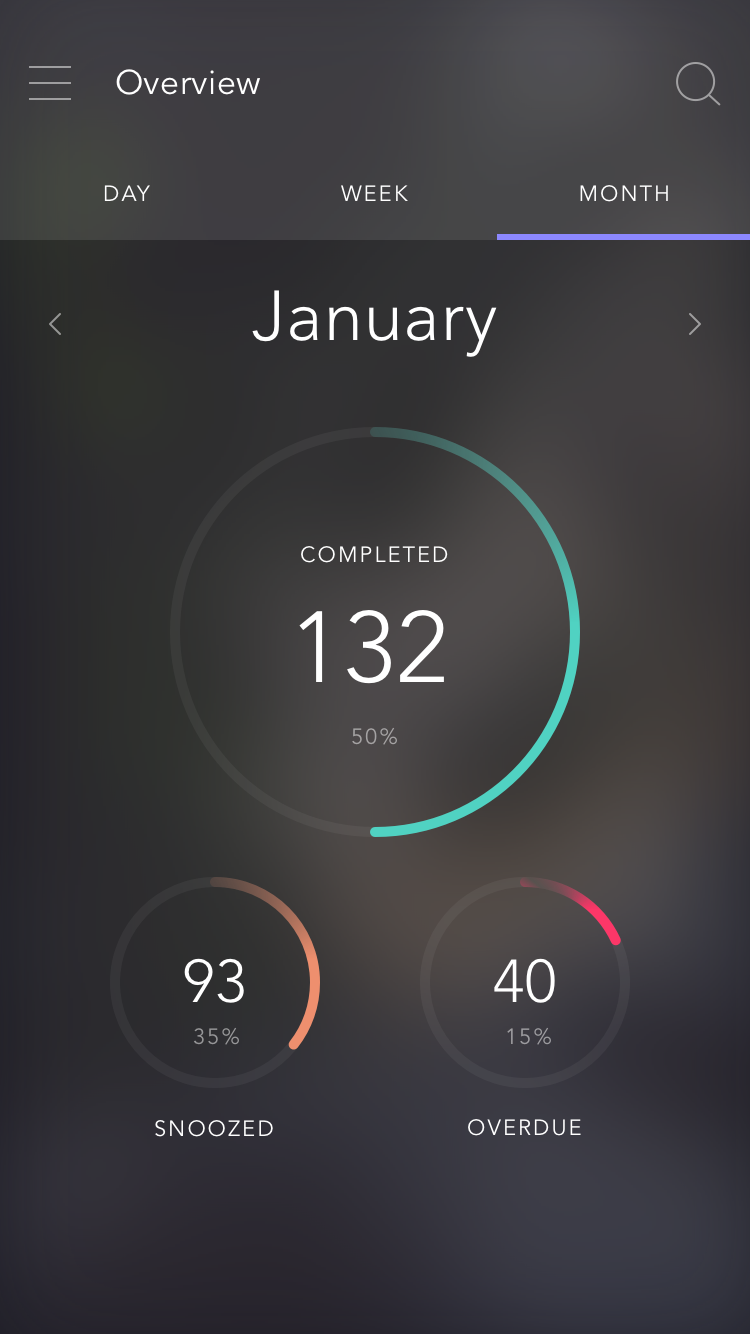 Overview
DAY WEEK MONTH
January
COMPLETED
132
50%
93 40
35% 15%
SNOOZED OVERDUE